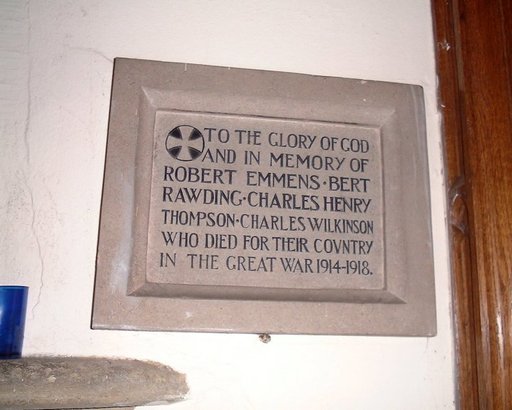 TO THE GLORY OF GOD
AND IN MEMORY OF
ROBERT EMMENS·BERT
RAWDING·CHARLES HENRY
THOMPSON·CHARLES WILKINSON
WHO DIED FOR THEIR COVNTRY
IN THE GREAT WAR 1914-1918.